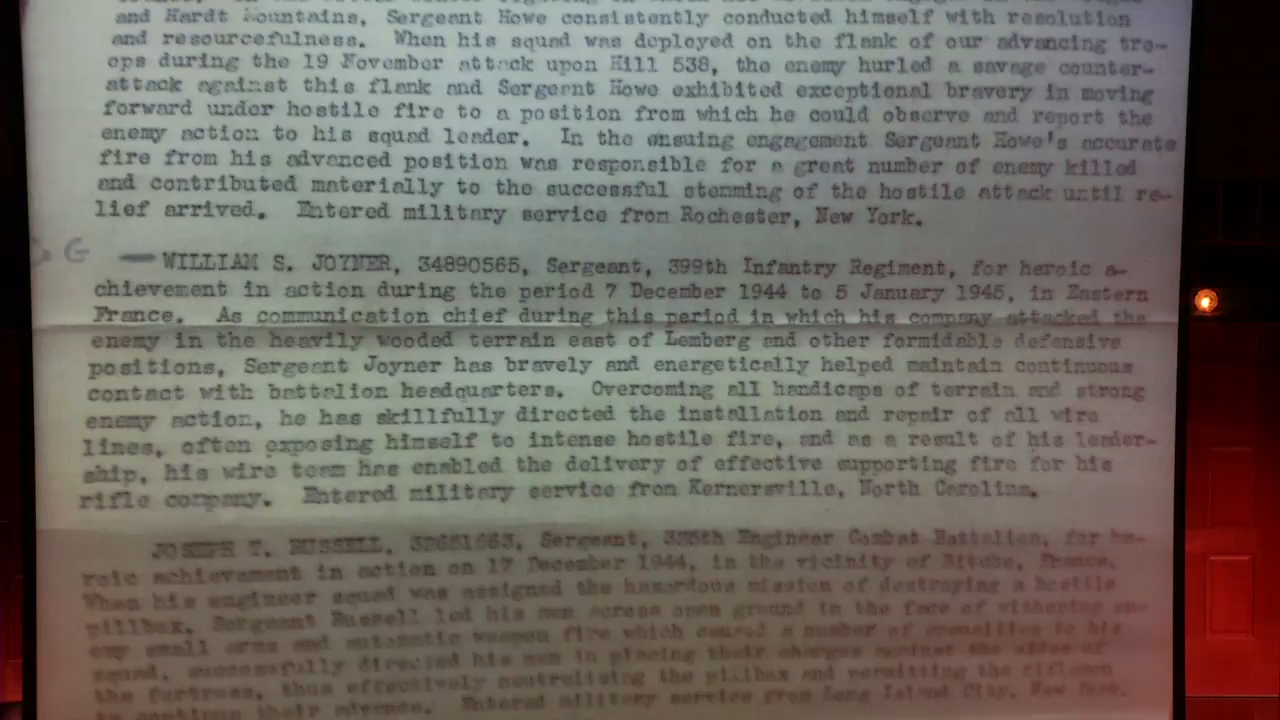 and Hardt Mountains, Sergeant Howe consistently conducted himself with resolution
and resourcefulness. When his squad was deployed on the flank of our advancing tro-
ops during the 19 November attack upon Hill 538, the enemy hurled a savage counter-
attack against this flank and Sergeant Howe exhibited exceptional bravery in moving
forward under hostile fire to a position from which he could observe and report the
enemy action to his squad leader. In the ensuing engagement Sergeant Howe's accurate
fire from his advanced position was responsible for a great number of enemy killed
and contributed materially to the successful stemming of the hostile attack until re-
lief arrived. Entered military service from Rochester, New York.
G — WILLIAM S. JOYNER, 34890565, Sergeant, 399th Infantry Regiment, for heroic a-
chievement in action during the period 7 December 1944 to 5 January 1945, in Eastern
France. As communication chief during this period in which his company attacked the
enemy in the heavily wooded terrain east of Lemberg and other formidable defensive
positions, Sergeant Joyner has bravely and energetically helped maintain continuous
contact with battalion headquarters. Overcoming all handicaps of terrain and strong
enemy action, he has skillfully directed the installation and repair of all wire
lines, often exposing himself to intense hostile fire, and as a result of his leader-
ship, his wire team has enabled the delivery of effective supporting fire for his
rifle company. Entered military service from Kernersville, North Carolina.
JOSEPH T. RUSSELL, Sergeant, 325th Engineer Combat Battalion, for he-
roic achievement in action on 17 December 1944, in the vicinity of Bitche, France.
When his engineer squad was assigned the hazardous mission of destroying a hostile
pillbox, Sergeant Russell led his men across open ground in the face of withering en-
emy small arms and automatic weapon fire which caused a number of casualties to his
squad, successfully directed his men in placing their charges against the sides of
the fortress, thus effectively neutralizing the pillbox and permitting the riflemen
to continue their advance. Entered military service from Long Island City, New York.